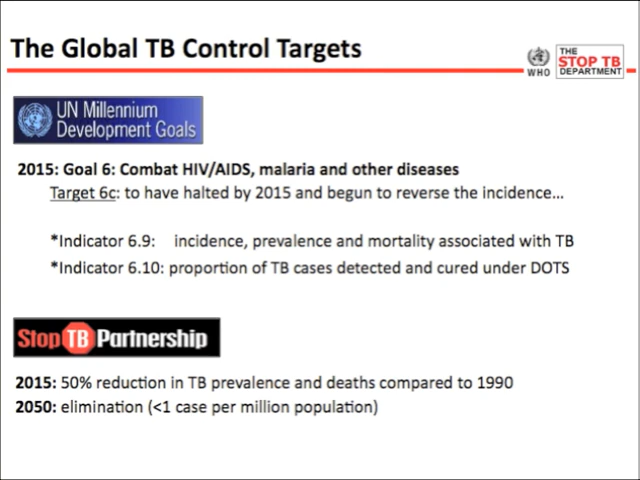 The Global TB Control Targets
WHO
THE
STOP TB
DEPARTMENT
UN Millennium
Development Goals
2015: Goal 6: Combat HIV/AIDS, malaria and other diseases
Target 6c: to have halted by 2015 and begun to reverse the incidence...
*Indicator 6.9: incidence, prevalence and mortality associated with TB
*Indicator 6.10: proportion of TB cases detected and cured under DOTS
Stop TB Partnership
2015: 50% reduction in TB prevalence and deaths compared to 1990
2050: elimination (<1 case per million population)